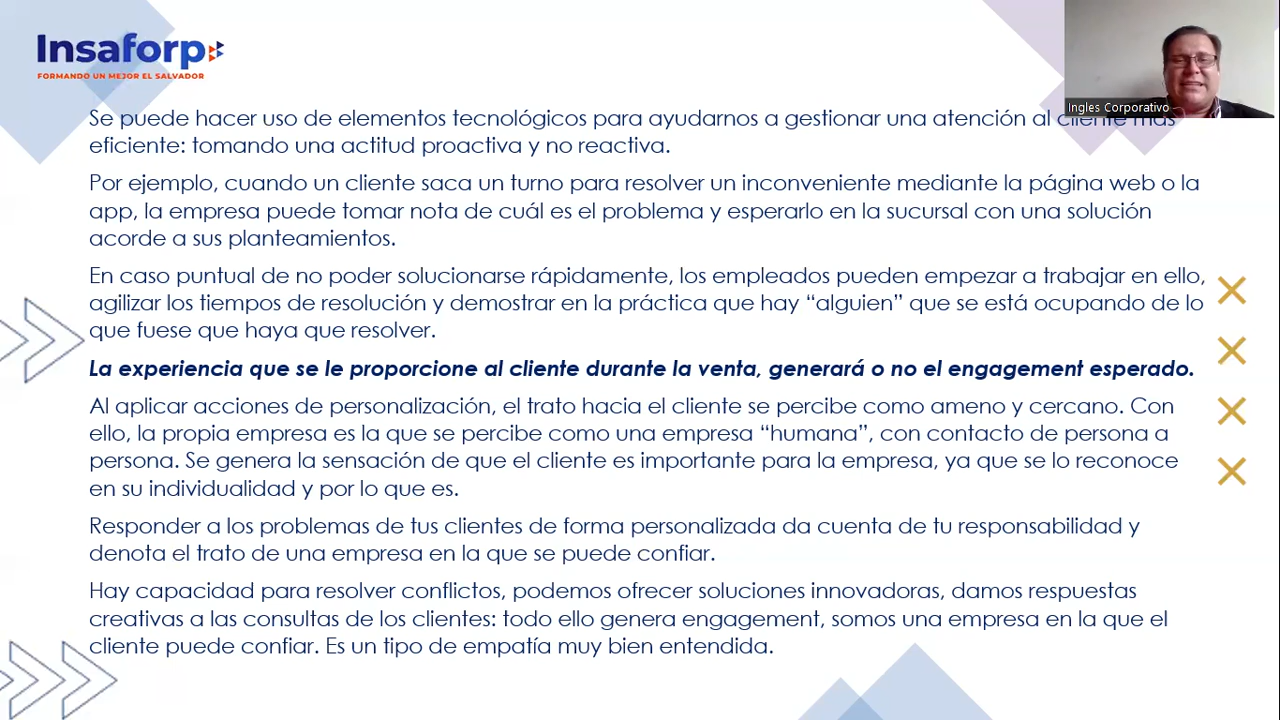 Insaforp
FORMANDO UN MEJOR EL SALVADOR
Ingles Corporativo
Se puede hacer uso de elementos tecnológicos para ayudarnos a gestionar una atención al cliente más
eficiente: tomando una actitud proactiva y no reactiva.
Por ejemplo, cuando un cliente saca un turno para resolver un inconveniente mediante la página web o la
app, la empresa puede tomar nota de cuál es el problema y esperarlo en la sucursal con una solución
acorde a sus planteamientos.
En caso puntual de no poder solucionarse rápidamente, los empleados pueden empezar a trabajar en ello,
agilizar los tiempos de resolución y demostrar en la práctica que hay “alguien” que se está ocupando de lo
que fuese que haya que resolver.
La experiencia que se le proporcione al cliente durante la venta, generará o no el engagement esperado.
Al aplicar acciones de personalización, el trato hacia el cliente se percibe como ameno y cercano. Con
ello, la propia empresa es la que se percibe como una empresa “humana”, con contacto de persona a
persona. Se genera la sensación de que el cliente es importante para la empresa, ya que se lo reconoce
en su individualidad y por lo que es.
Responder a los problemas de tus clientes de forma personalizada da cuenta de tu responsabilidad y
denota el trato de una empresa en la que se puede confiar.
Hay capacidad para resolver conflictos, podemos ofrecer soluciones innovadoras, damos respuestas
creativas a las consultas de los clientes: todo ello genera engagement, somos una empresa en la que el
cliente puede confiar. Es un tipo de empatía muy bien entendida.